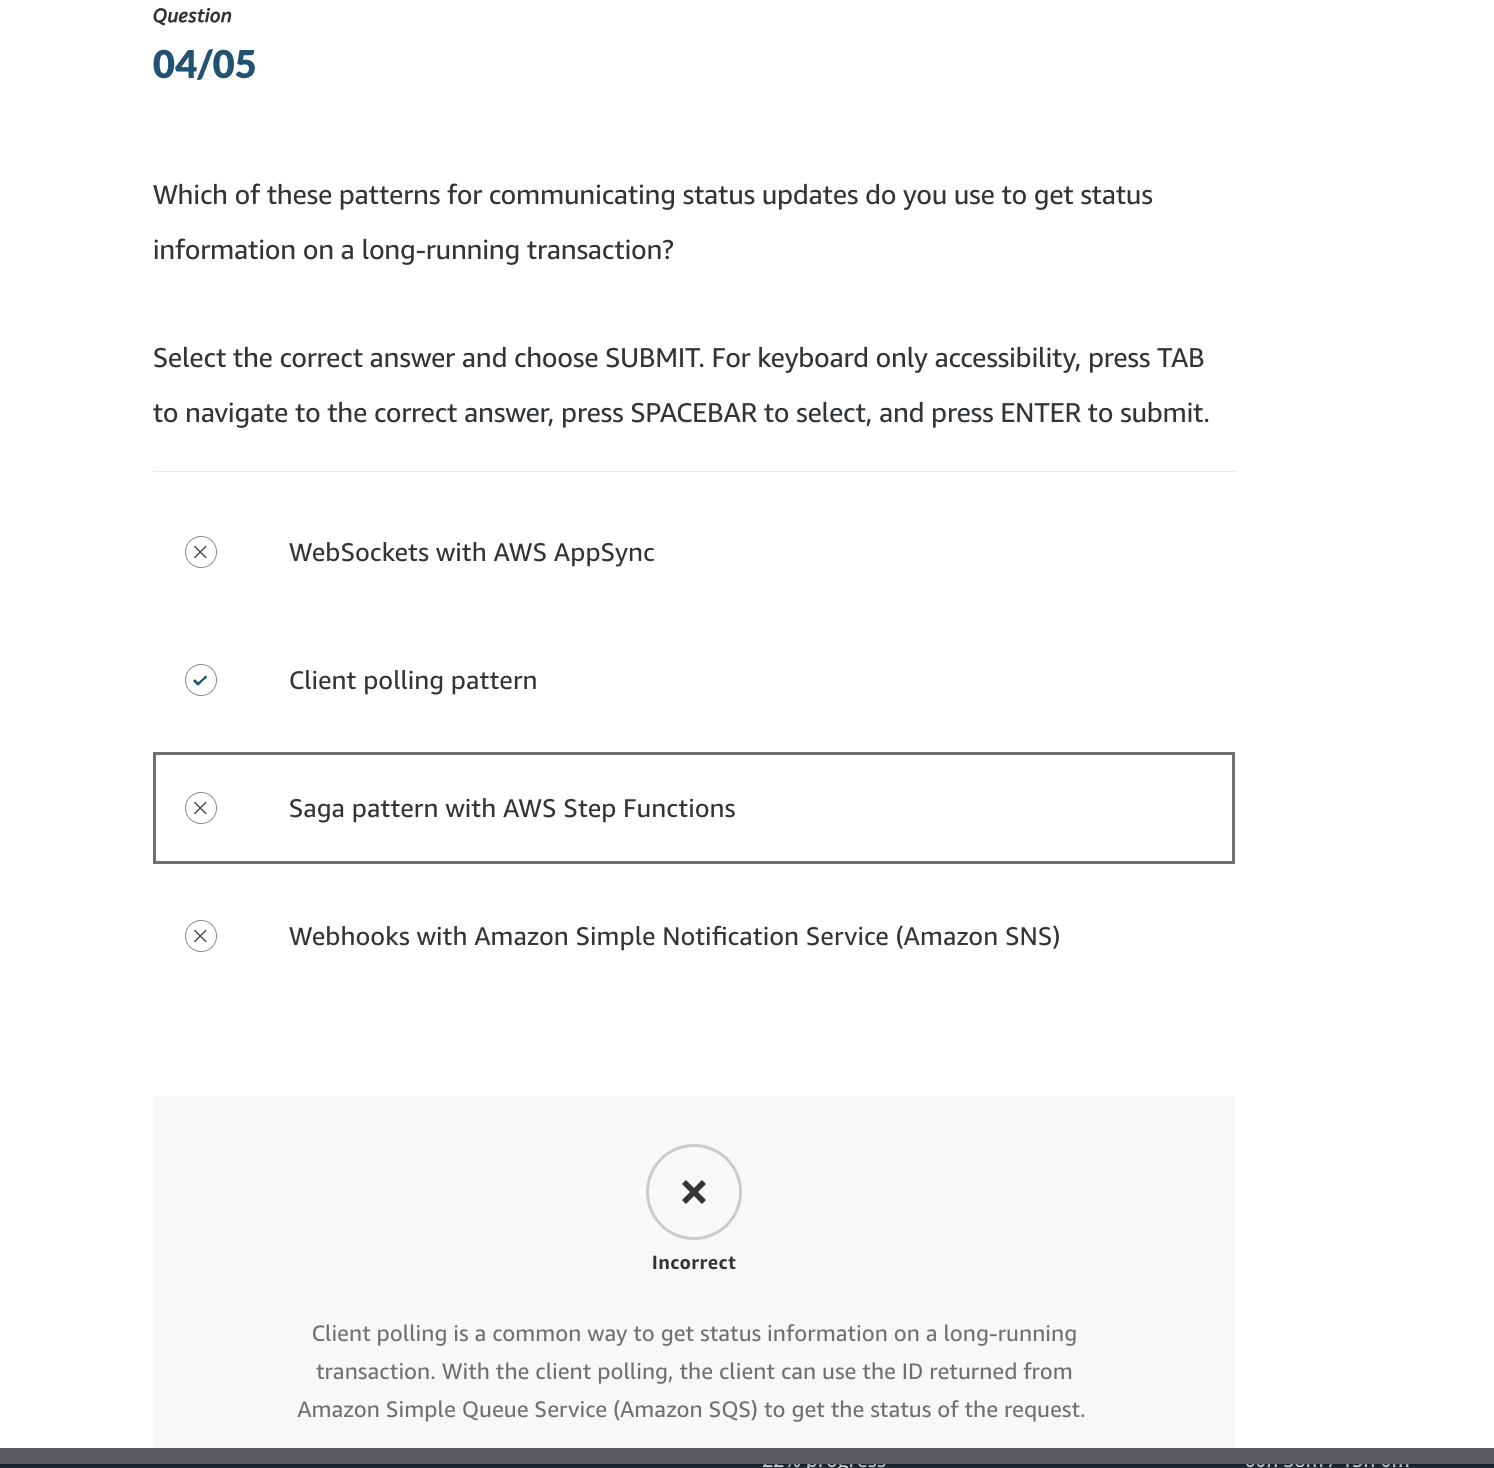 Question
04/05
Which of these patterns for communicating status updates do you use to get status
information on a long-running transaction?
Select the correct answer and choose SUBMIT. For keyboard only accessibility, press TAB
to navigate to the correct answer, press SPACEBAR to select, and press ENTER to submit.
WebSockets with AWS AppSync
Client polling pattern
Saga pattern with AWS Step Functions
Webhooks with Amazon Simple Notification Service (Amazon SNS)
Incorrect
Client polling is a common way to get status information on a long-running
transaction. With the client polling, the client can use the ID returned from
Amazon Simple Queue Service (Amazon SQS) to get the status of the request.
22% progress